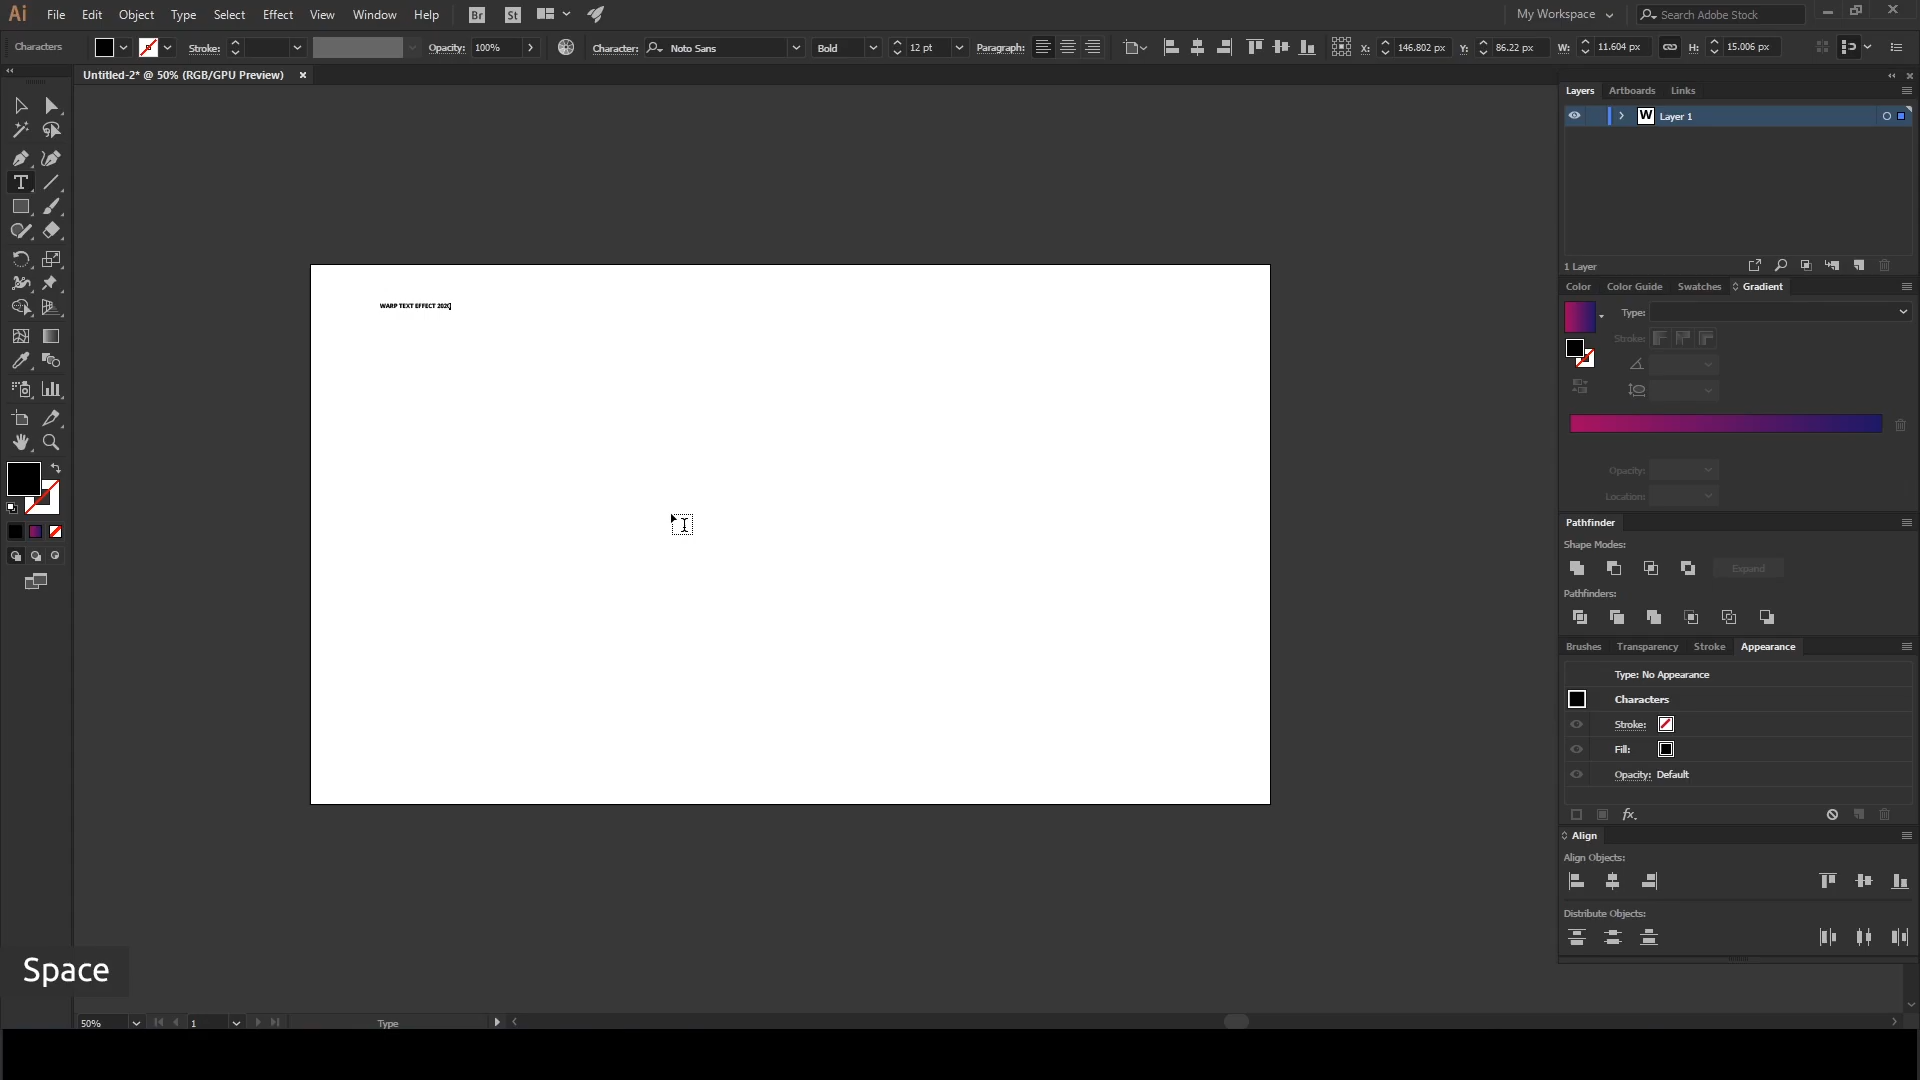 Ai File Edit Object Type Select Effect View Window Help Br St My Workspace Search Adobe Stock
Characters Stroke: Opacity: 100% Character: Noto Sans Bold 12 pt Paragraph: X: 146.802 px Y: 86.22 px W: 11.604 px H: 15.006 px
Untitled-2* @ 50% (RGB/GPU Preview)
Layers Artboards Links
W Layer 1
1 Layer
Color Color Guide Swatches Gradient
Type:
Stroke:
Opacity:
Location:
WARP TEXT EFFECT 2020
Pathfinder
Shape Modes:
Expand
Pathfinders:
Brushes Transparency Stroke Appearance
Type: No Appearance
Characters
Stroke:
Fill:
Opacity: Default
fx.
Align
Align Objects:
Distribute Objects:
Space
50% 1 Type